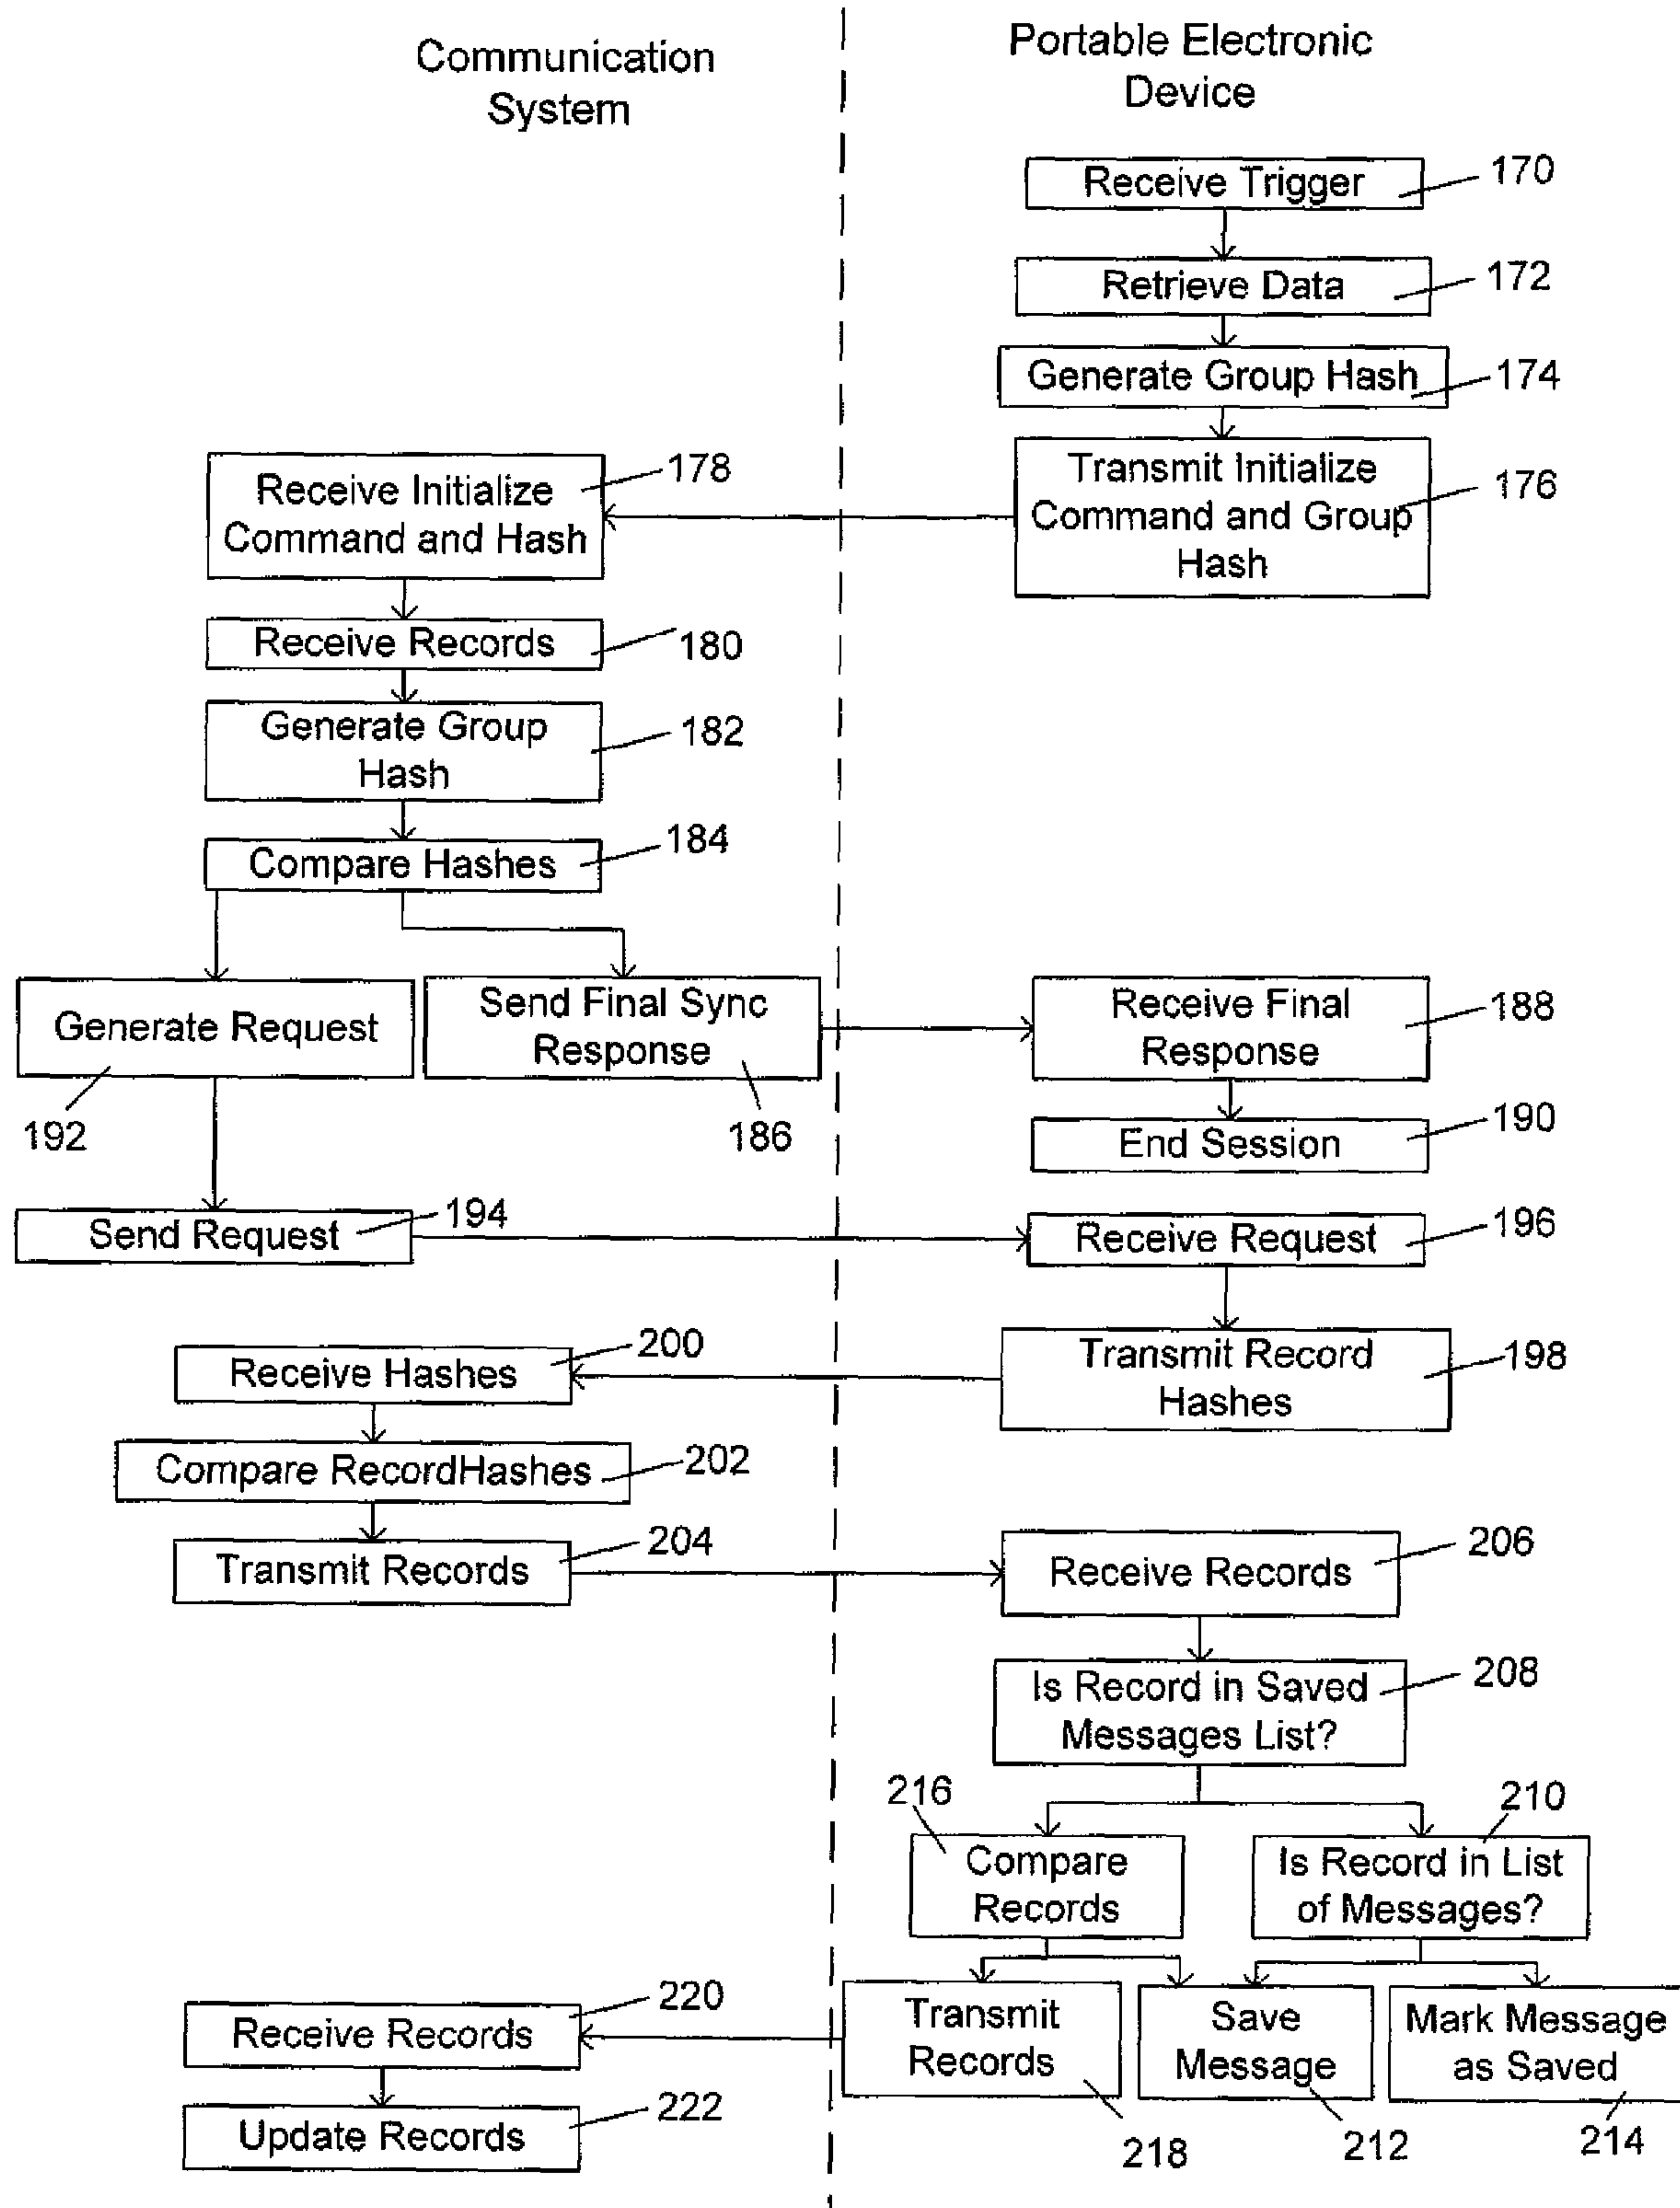 Communication
System
Portable Electronic
Device
Receive Trigger
170
Retrieve Data
172
Generate Group Hash
174
Transmit Initialize
Command and Group
Hash
176
Receive Initialize
Command and Hash
178
Receive Records
180
Generate Group
Hash
182
Compare Hashes
184
Generate Request
192
Send Final Sync
Response
186
Receive Final
Response
188
End Session
190
Send Request
194
Receive Request
196
Transmit Record
Hashes
198
Receive Hashes
200
Compare RecordHashes
202
Transmit Records
204
Receive Records
206
Is Record in Saved
Messages List?
208
216
Compare
Records
210
Is Record in List
of Messages?
Transmit
Records
218
Save
Message
212
Mark Message
as Saved
214
Receive Records
220
Update Records
222